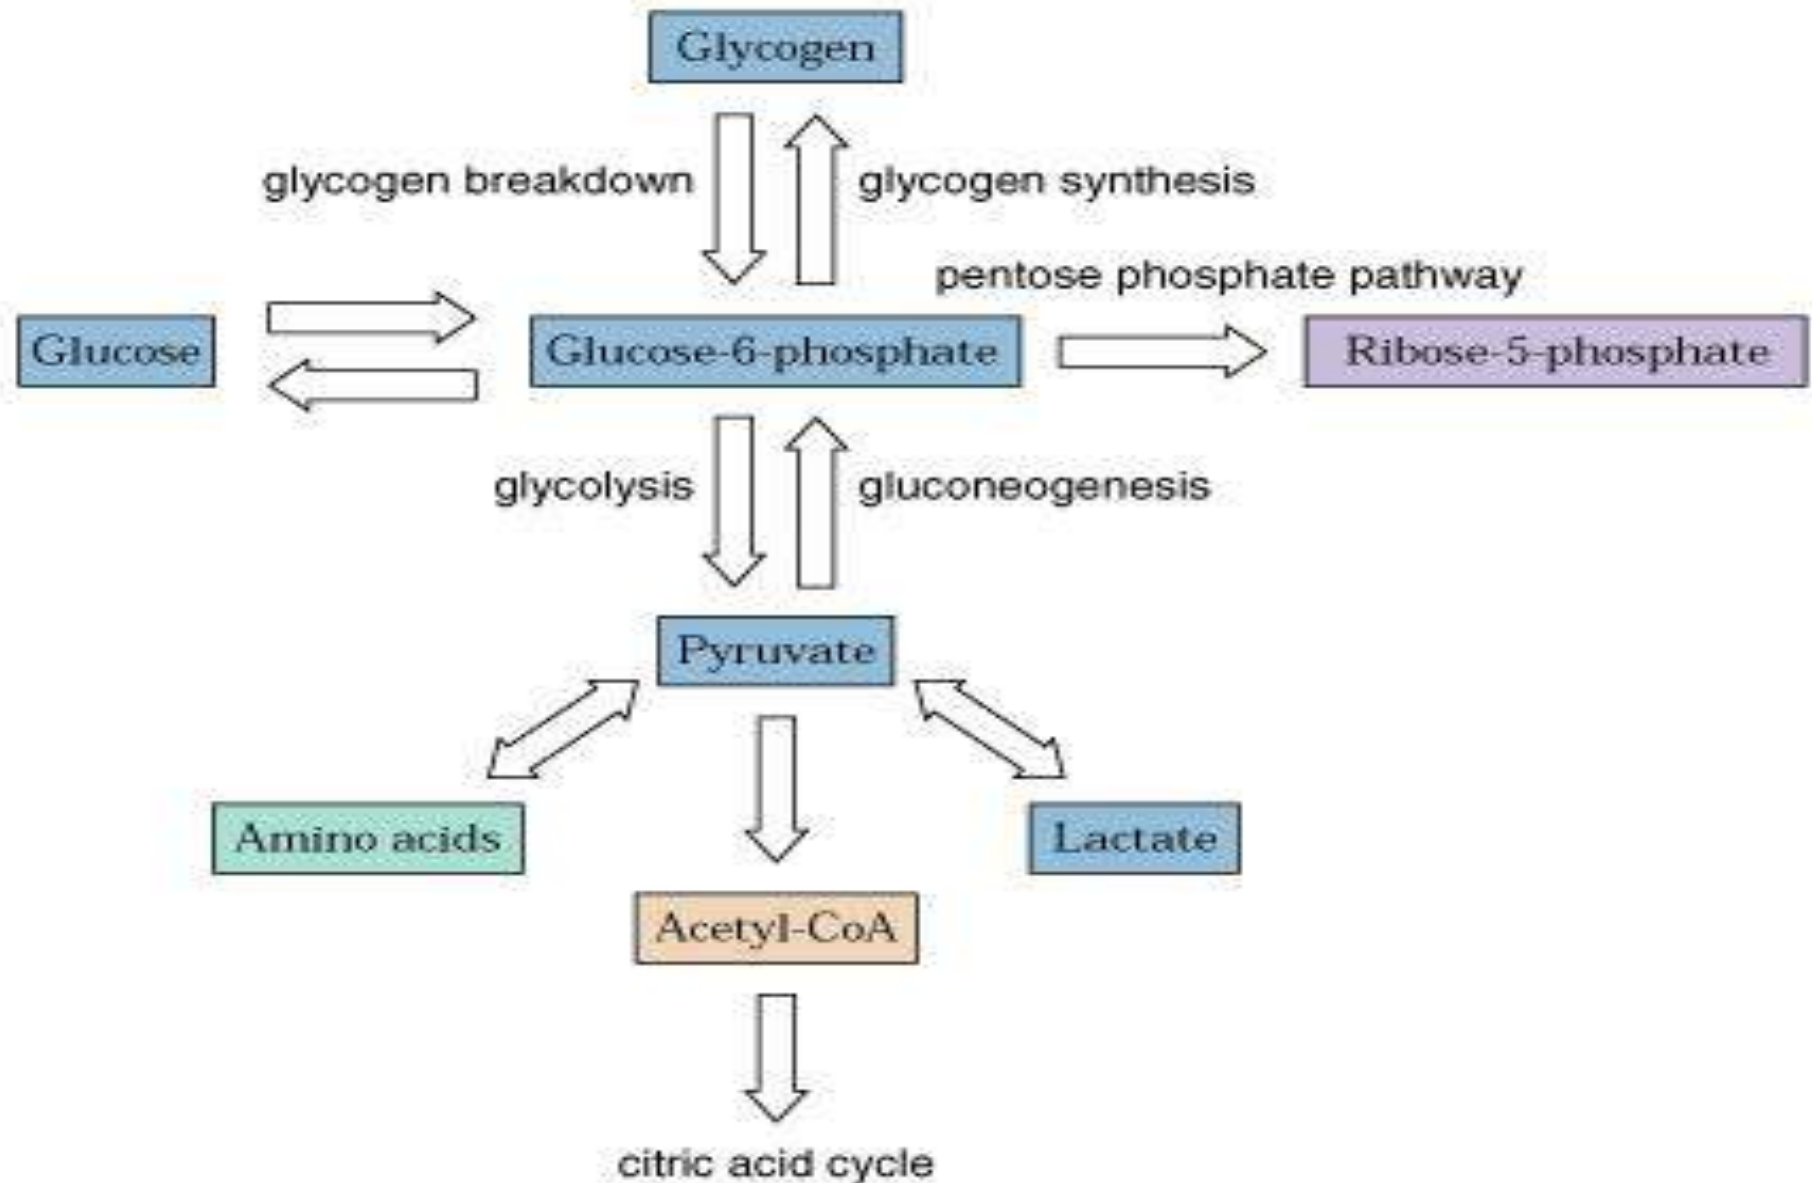 Glycogen
glycogen breakdown
glycogen synthesis
pentose phosphate pathway
Glucose
Glucose-6-phosphate
Ribose-5-phosphate
glycolysis
gluconeogenesis
Pyruvate
Amino acids
Lactate
Acetyl-CoA
citric acid cycle